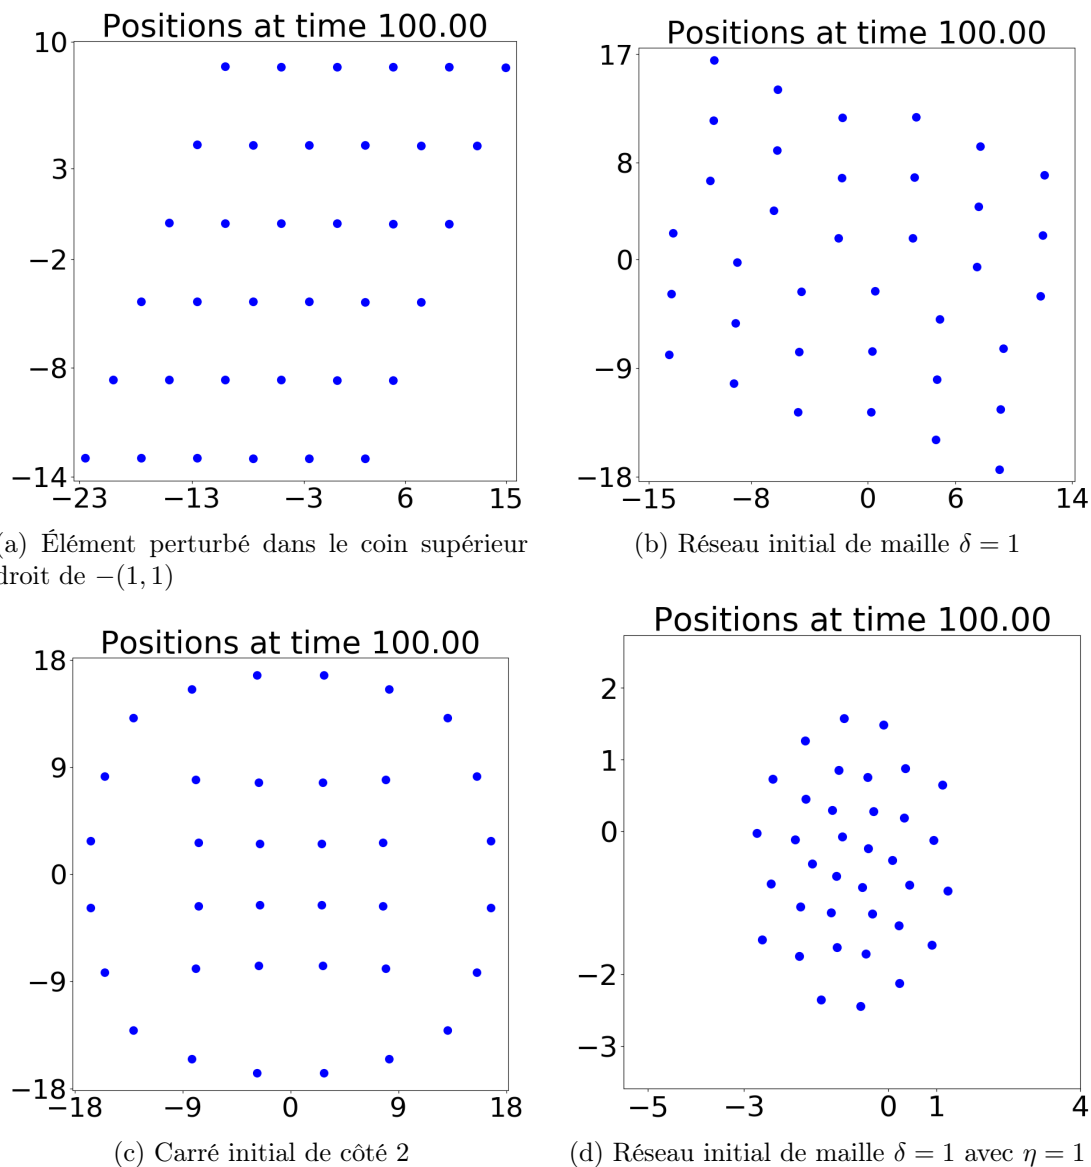 Positions at time 100.00
10
3
−2
−8
−14
−23 −13 −3 6 15
(a) Élément perturbé dans le coin supérieur
droit de −(1, 1)
Positions at time 100.00
17
8
0
−9
−18
−15 −8 0 6 14
(b) Réseau initial de maille δ = 1
Positions at time 100.00
18
9
0
−9
−18
−18 −9 0 9 18
(c) Carré initial de côté 2
Positions at time 100.00
2
1
0
−2
−3
−5 −3 0 1 4
(d) Réseau initial de maille δ = 1 avec η = 1